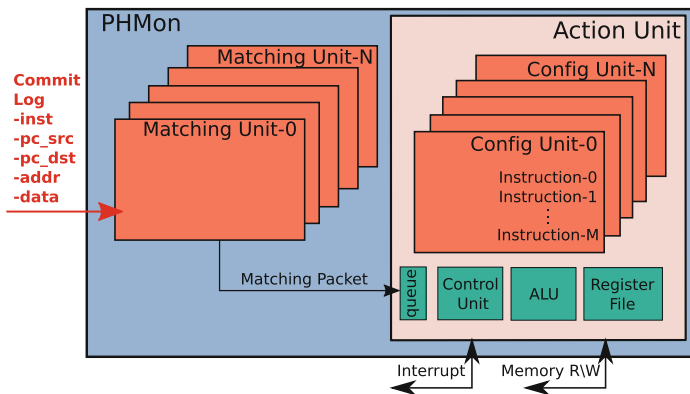 PHMon
Action Unit
Commit
Log
-inst
-pc_src
-pc_dst
-addr
-data
Matching Unit-N
Matching Unit-0
Config Unit-N
Config Unit-0
Instruction-0
Instruction-1
⋮
Instruction-M
Matching Packet
queue
Control
Unit
ALU
Register
File
Interrupt
Memory R\W